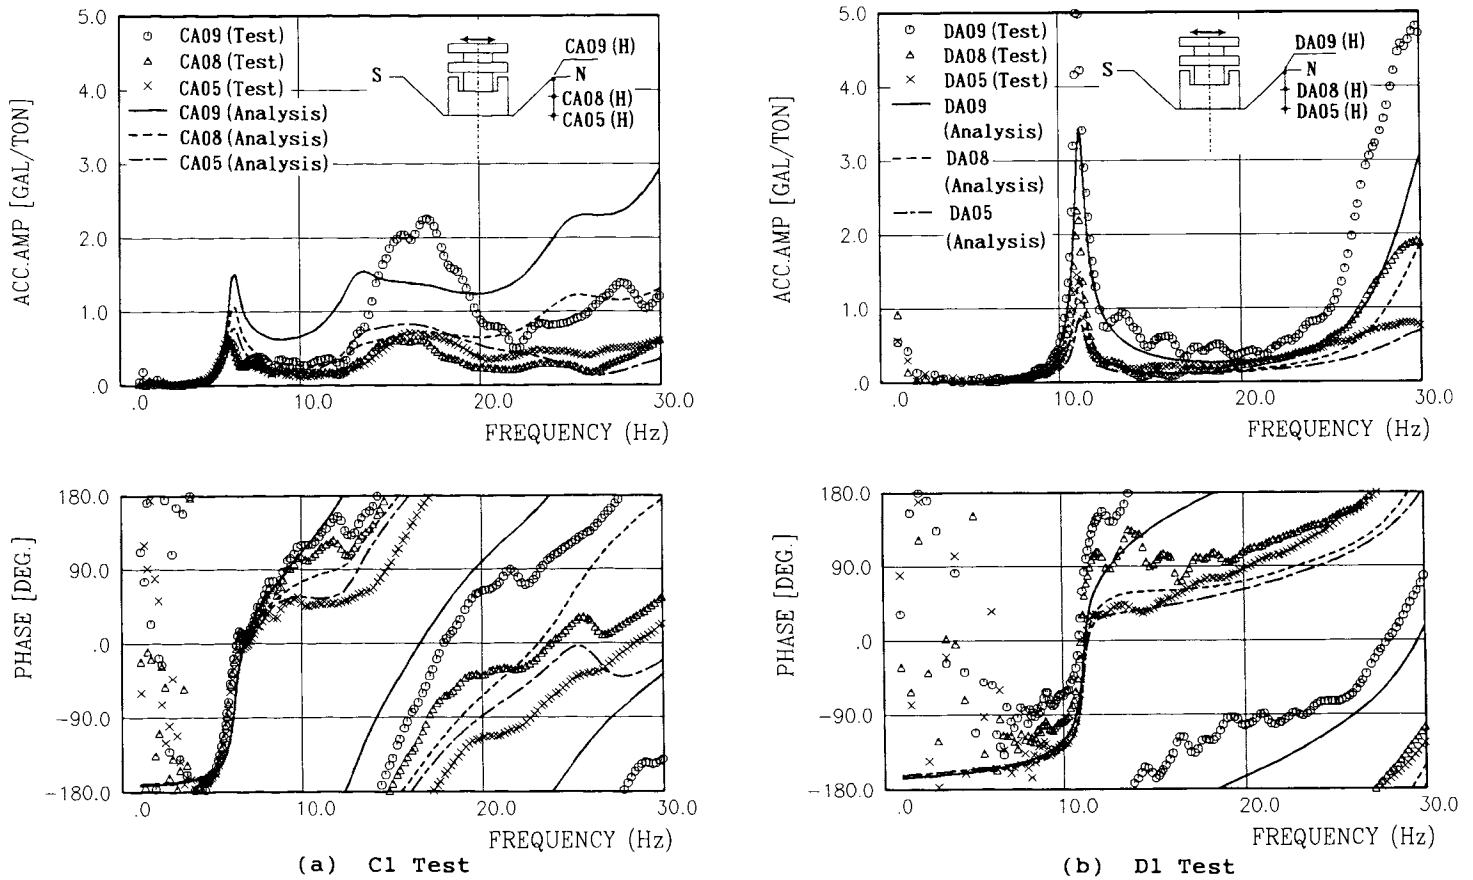 5.0
4.0
3.0
2.0
1.0
.0
ACC.AMP [GAL/TON]
CA09 (Test)
CA08 (Test)
CA05 (Test)
CA09 (Analysis)
CA08 (Analysis)
CA05 (Analysis)
S
CA09 (H)
N
CA08 (H)
CA05 (H)
.0
10.0
20.0
30.0
FREQUENCY (Hz)
5.0
4.0
3.0
2.0
1.0
.0
ACC.AMP [GAL/TON]
DA09 (Test)
DA08 (Test)
DA05 (Test)
DA09
(Analysis)
DA08
(Analysis)
DA05
(Analysis)
S
DA09 (H)
N
DA08 (H)
DA05 (H)
.0
10.0
20.0
30.0
FREQUENCY (Hz)
180.0
90.0
.0
-90.0
-180.0
PHASE [DEG.]
.0
10.0
20.0
30.0
FREQUENCY (Hz)
(a) C1 Test
180.0
90.0
.0
-90.0
-180.0
PHASE [DEG.]
.0
10.0
20.0
30.0
FREQUENCY (Hz)
(b) D1 Test